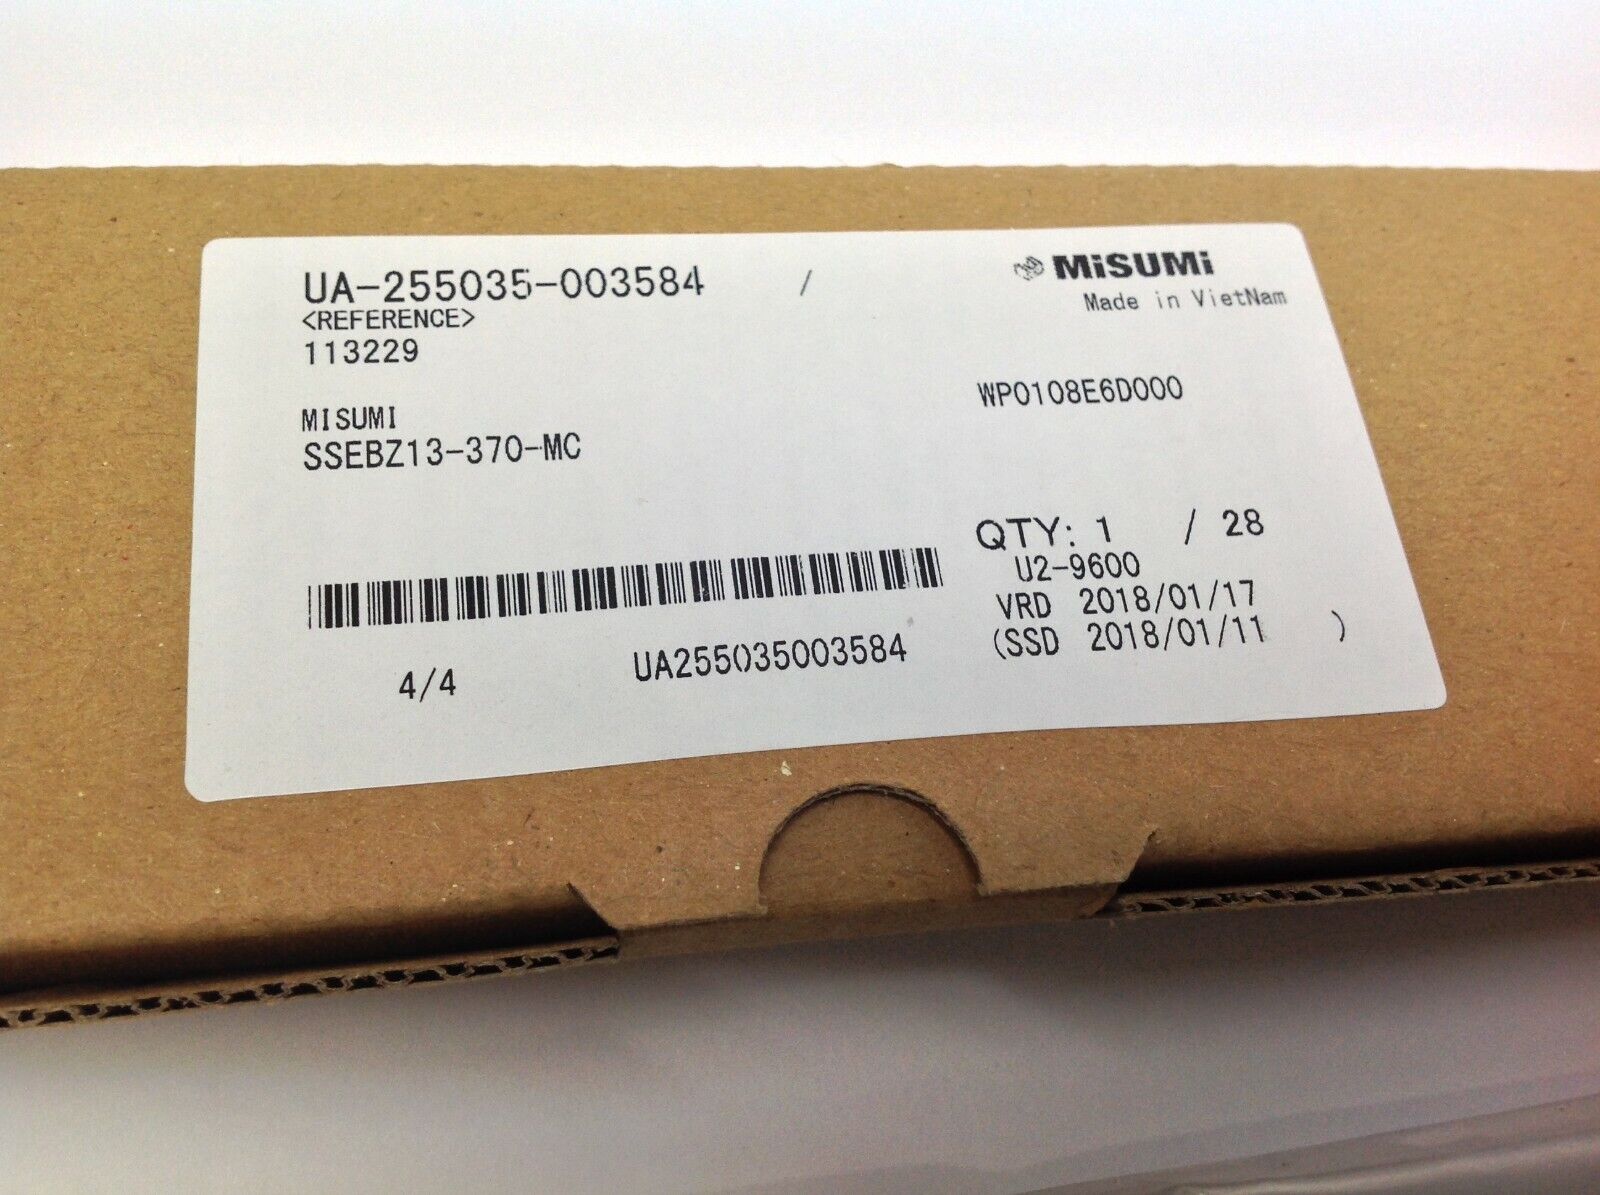 UA-255035-003584 /
<REFERENCE>
113229
MISUMI
SSEBZ13-370-MC
4/4
UA255035003584
MiSUMi
Made in VietNam
WP0108E6D000
QTY: 1 / 28
U2-9600
VRD 2018/01/17
(SSD 2018/01/11 )